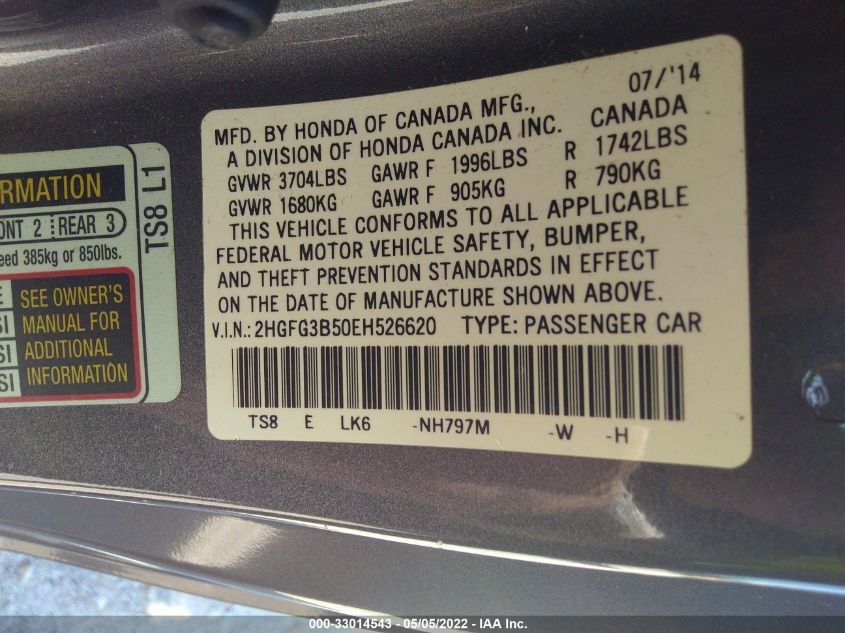 07/'14
MFD. BY HONDA OF CANADA MFG., CANADA
A DIVISION OF HONDA CANADA INC.
GVWR 3704LBS GAWR F 1996LBS R 1742LBS
GVWR 1680KG GAWR F 905KG R 790KG
THIS VEHICLE CONFORMS TO ALL APPLICABLE
FEDERAL MOTOR VEHICLE SAFETY, BUMPER,
AND THEFT PREVENTION STANDARDS IN EFFECT
ON THE DATE OF MANUFACTURE SHOWN ABOVE.
V.I.N.: 2HGFG3B50EH526620 TYPE: PASSENGER CAR
TS8 E LK6 -NH797M -W -H
RMATION
ONT 2 REAR 3
eed 385kg or 850lbs.
SEE OWNER'S
SI MANUAL FOR
SI ADDITIONAL
SI INFORMATION
TS8 L1
000-33014543 - 05/05/2022 - IAA Inc.